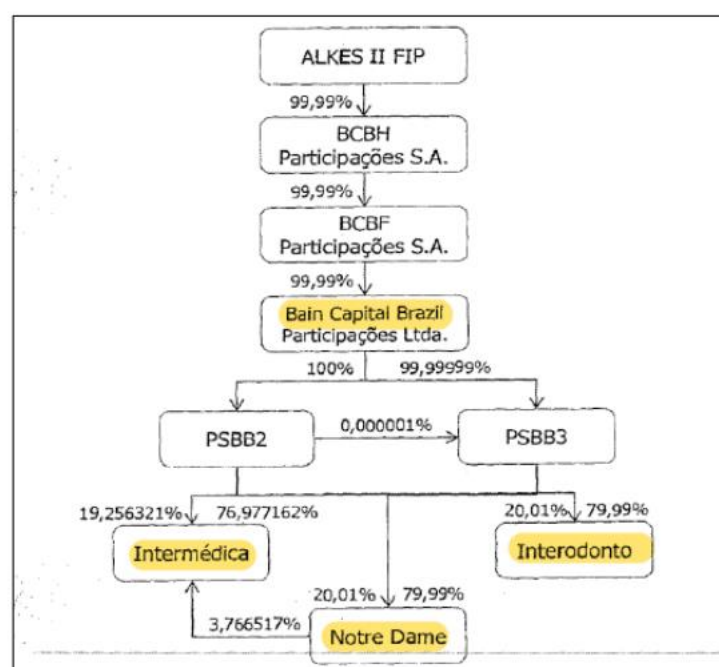 ALKES II FIP
99,99%
BCBH
Participações S.A.
99,99%
BCBF
Participações S.A.
99,99%
Bain Capital Brazil
Participações Ltda.
100% 99,99999%
PSBB2 0,000001% PSBB3
19,256321% 76,977162% 20,01% 79,99%
Intermédica Interodonto
20,01% 79,99%
3,766517%
Notre Dame